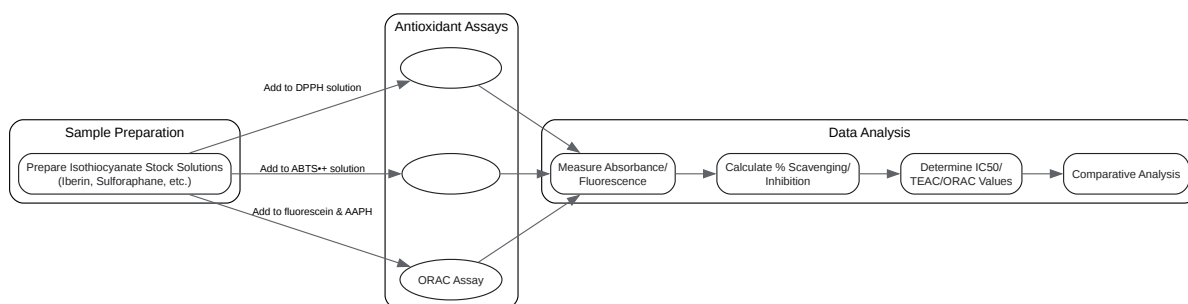 Antioxidant Assays
Add to DPPH solution
Sample Preparation
Prepare Isothiocyanate Stock Solutions
(Iberin, Sulforaphane, etc.)
Add to ABTS•+ solution
Add to fluorescein & AAPH
ORAC Assay
Data Analysis
Measure Absorbance/
Fluorescence
Calculate % Scavenging/
Inhibition
Determine IC50/
TEAC/ORAC Values
Comparative Analysis